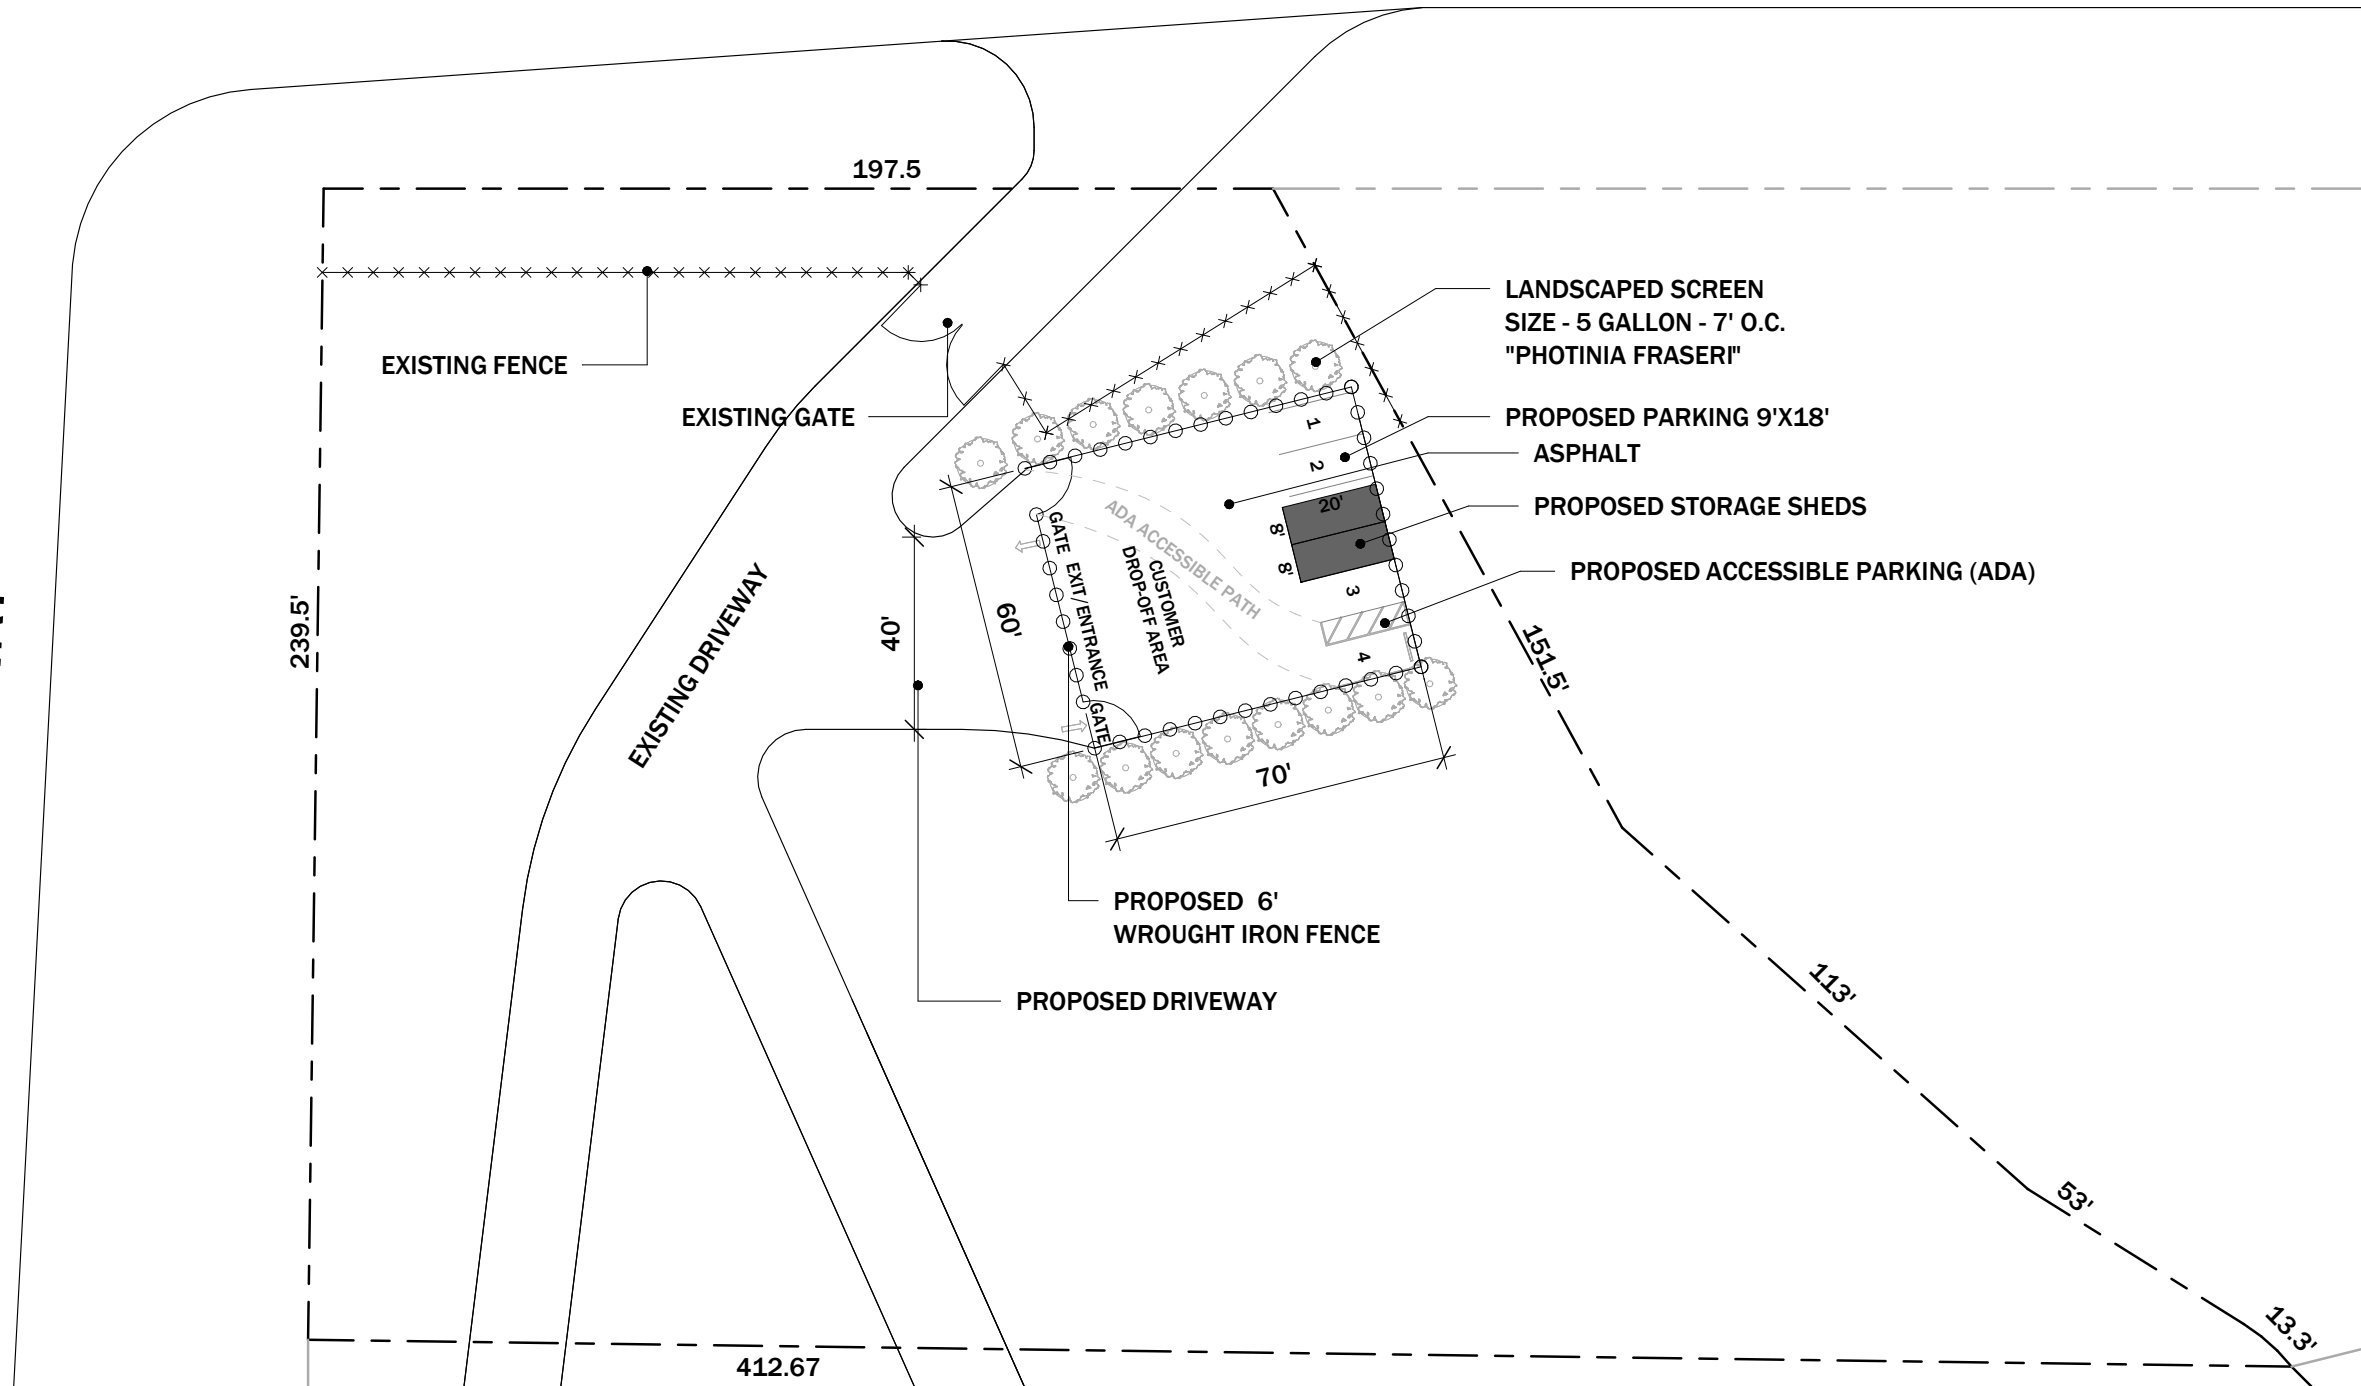 197.5
LANDSCAPED SCREEN
SIZE - 5 GALLON - 7' O.C.
"PHOTINIA FRASERI"
EXISTING FENCE
EXISTING GATE
PROPOSED PARKING 9'X18'
ASPHALT
PROPOSED STORAGE SHEDS
PROPOSED ACCESSIBLE PARKING (ADA)
1
2
20'
8'
8'
3
4
ADA ACCESSIBLE PATH
GATE
EXIT/ENTRANCE
GATE
CUSTOMER
DROP-OFF AREA
60'
40'
239.5'
EXISTING DRIVEWAY
151.5'
70'
PROPOSED 6'
WROUGHT IRON FENCE
PROPOSED DRIVEWAY
113'
53'
13.3'
412.67